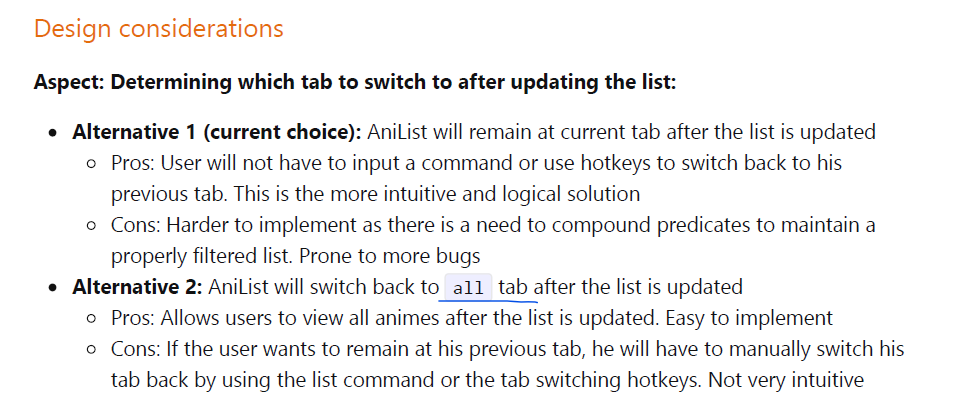 Design considerations
Aspect: Determining which tab to switch to after updating the list:
Alternative 1 (current choice): AniList will remain at current tab after the list is updated
Pros: User will not have to input a command or use hotkeys to switch back to his
previous tab. This is the more intuitive and logical solution
Cons: Harder to implement as there is a need to compound predicates to maintain a
properly filtered list. Prone to more bugs
Alternative 2: AniList will switch back to all tab after the list is updated
Pros: Allows users to view all animes after the list is updated. Easy to implement
Cons: If the user wants to remain at his previous tab, he will have to manually switch his
tab back by using the list command or the tab switching hotkeys. Not very intuitive